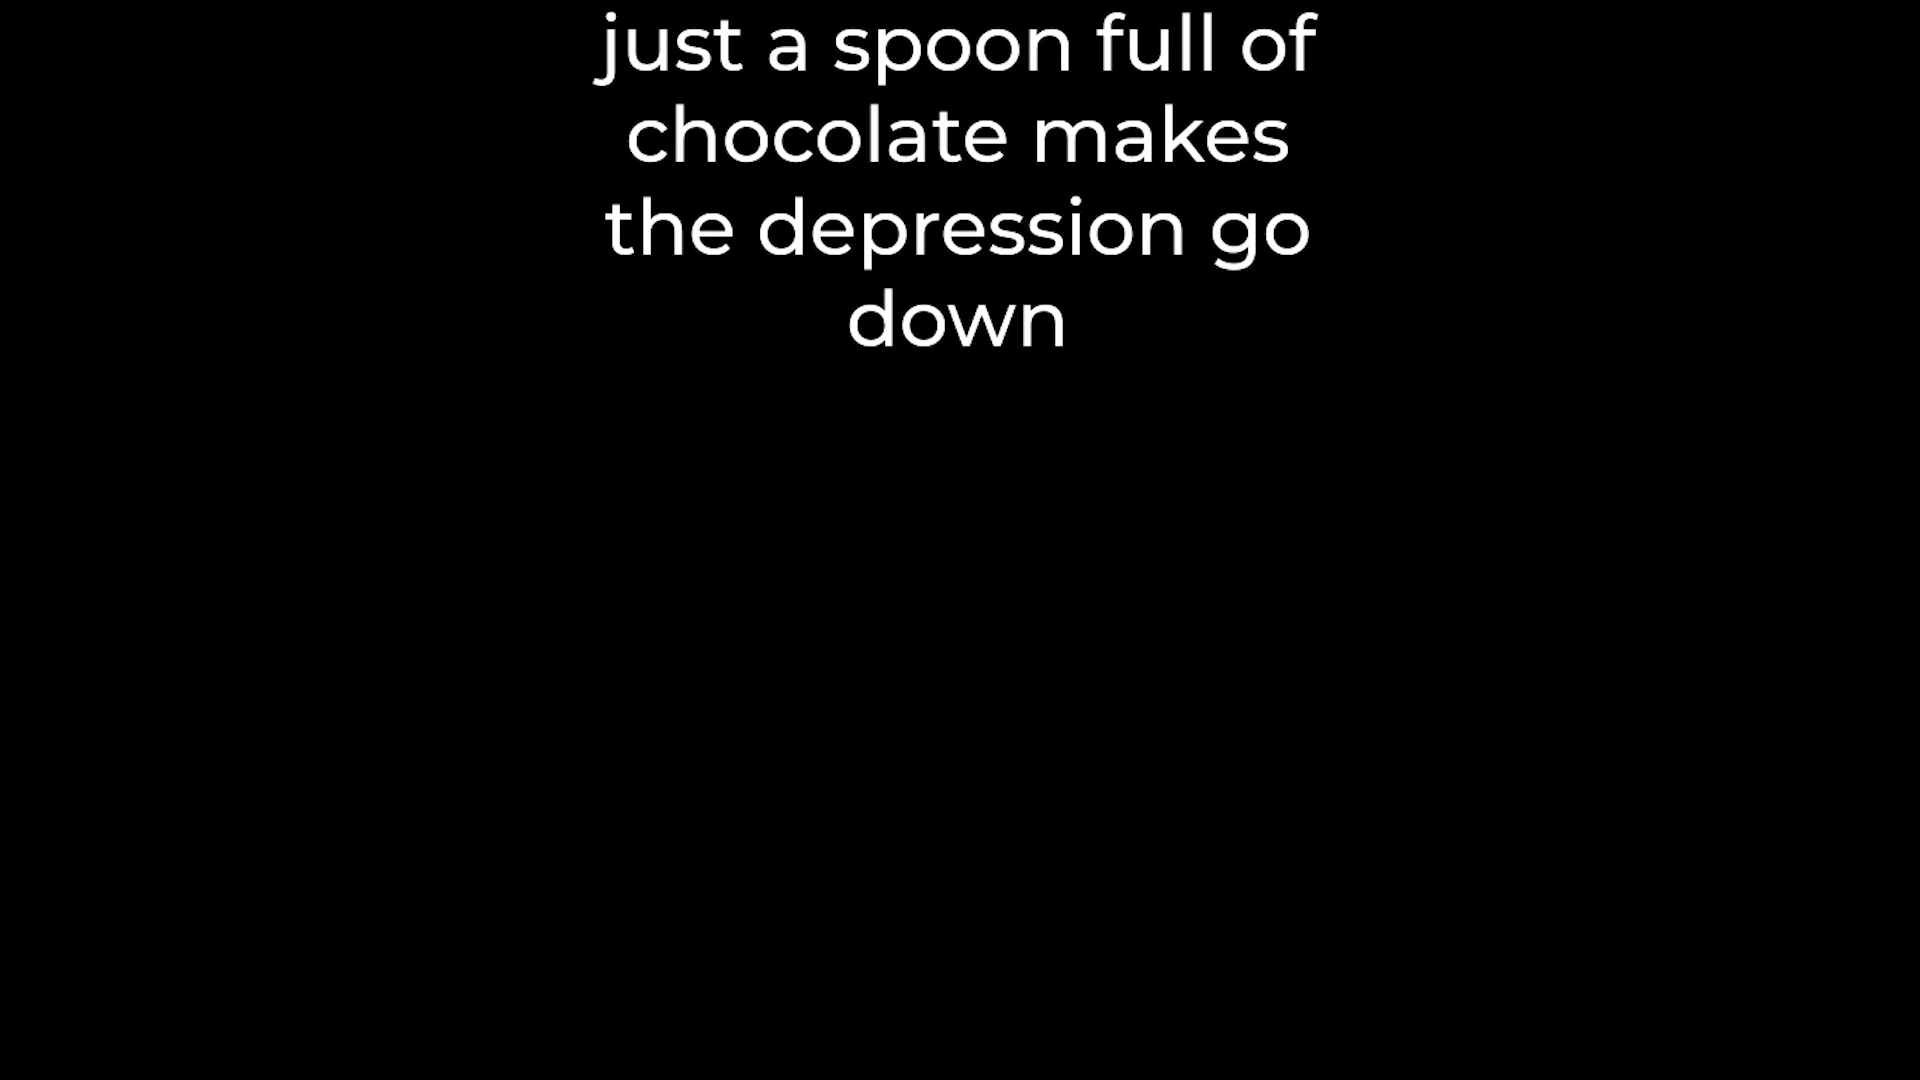 just a spoon full of
chocolate makes
the depression go
down